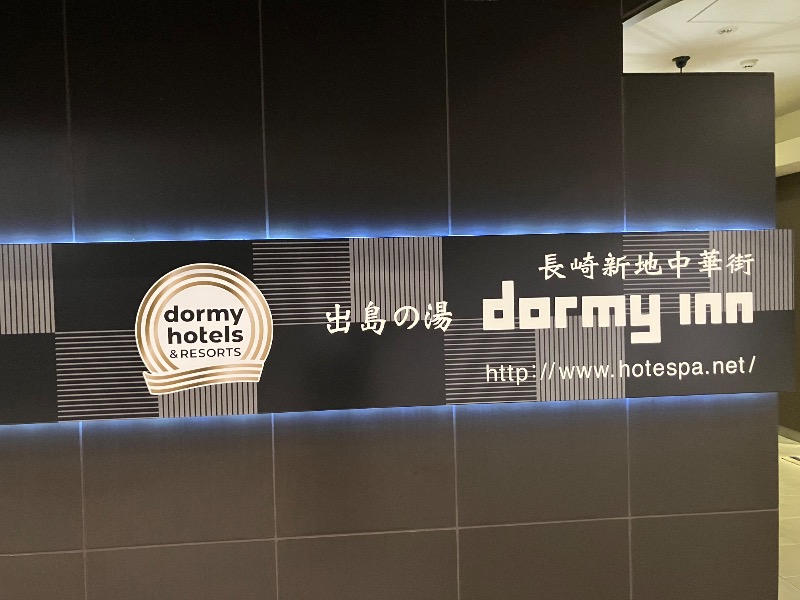 dormy
hotels
& RESORTS
出島の湯
長崎新地中華街
dormy inn
http://www.hotespa.net/